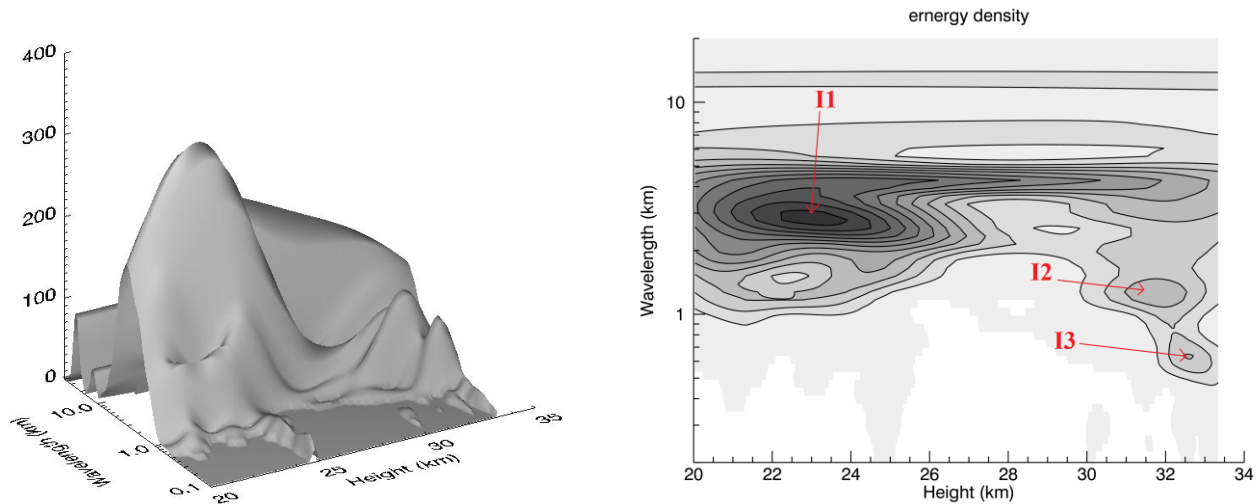 400
300
200
100
0
10.0
1.0
0.1
Wavelength (km)
20
25
30
35
Height (km)
ernergy density
10
1
Wavelength (km)
I1
I2
I3
20 22 24 26 28 30 32 34
Height (km)